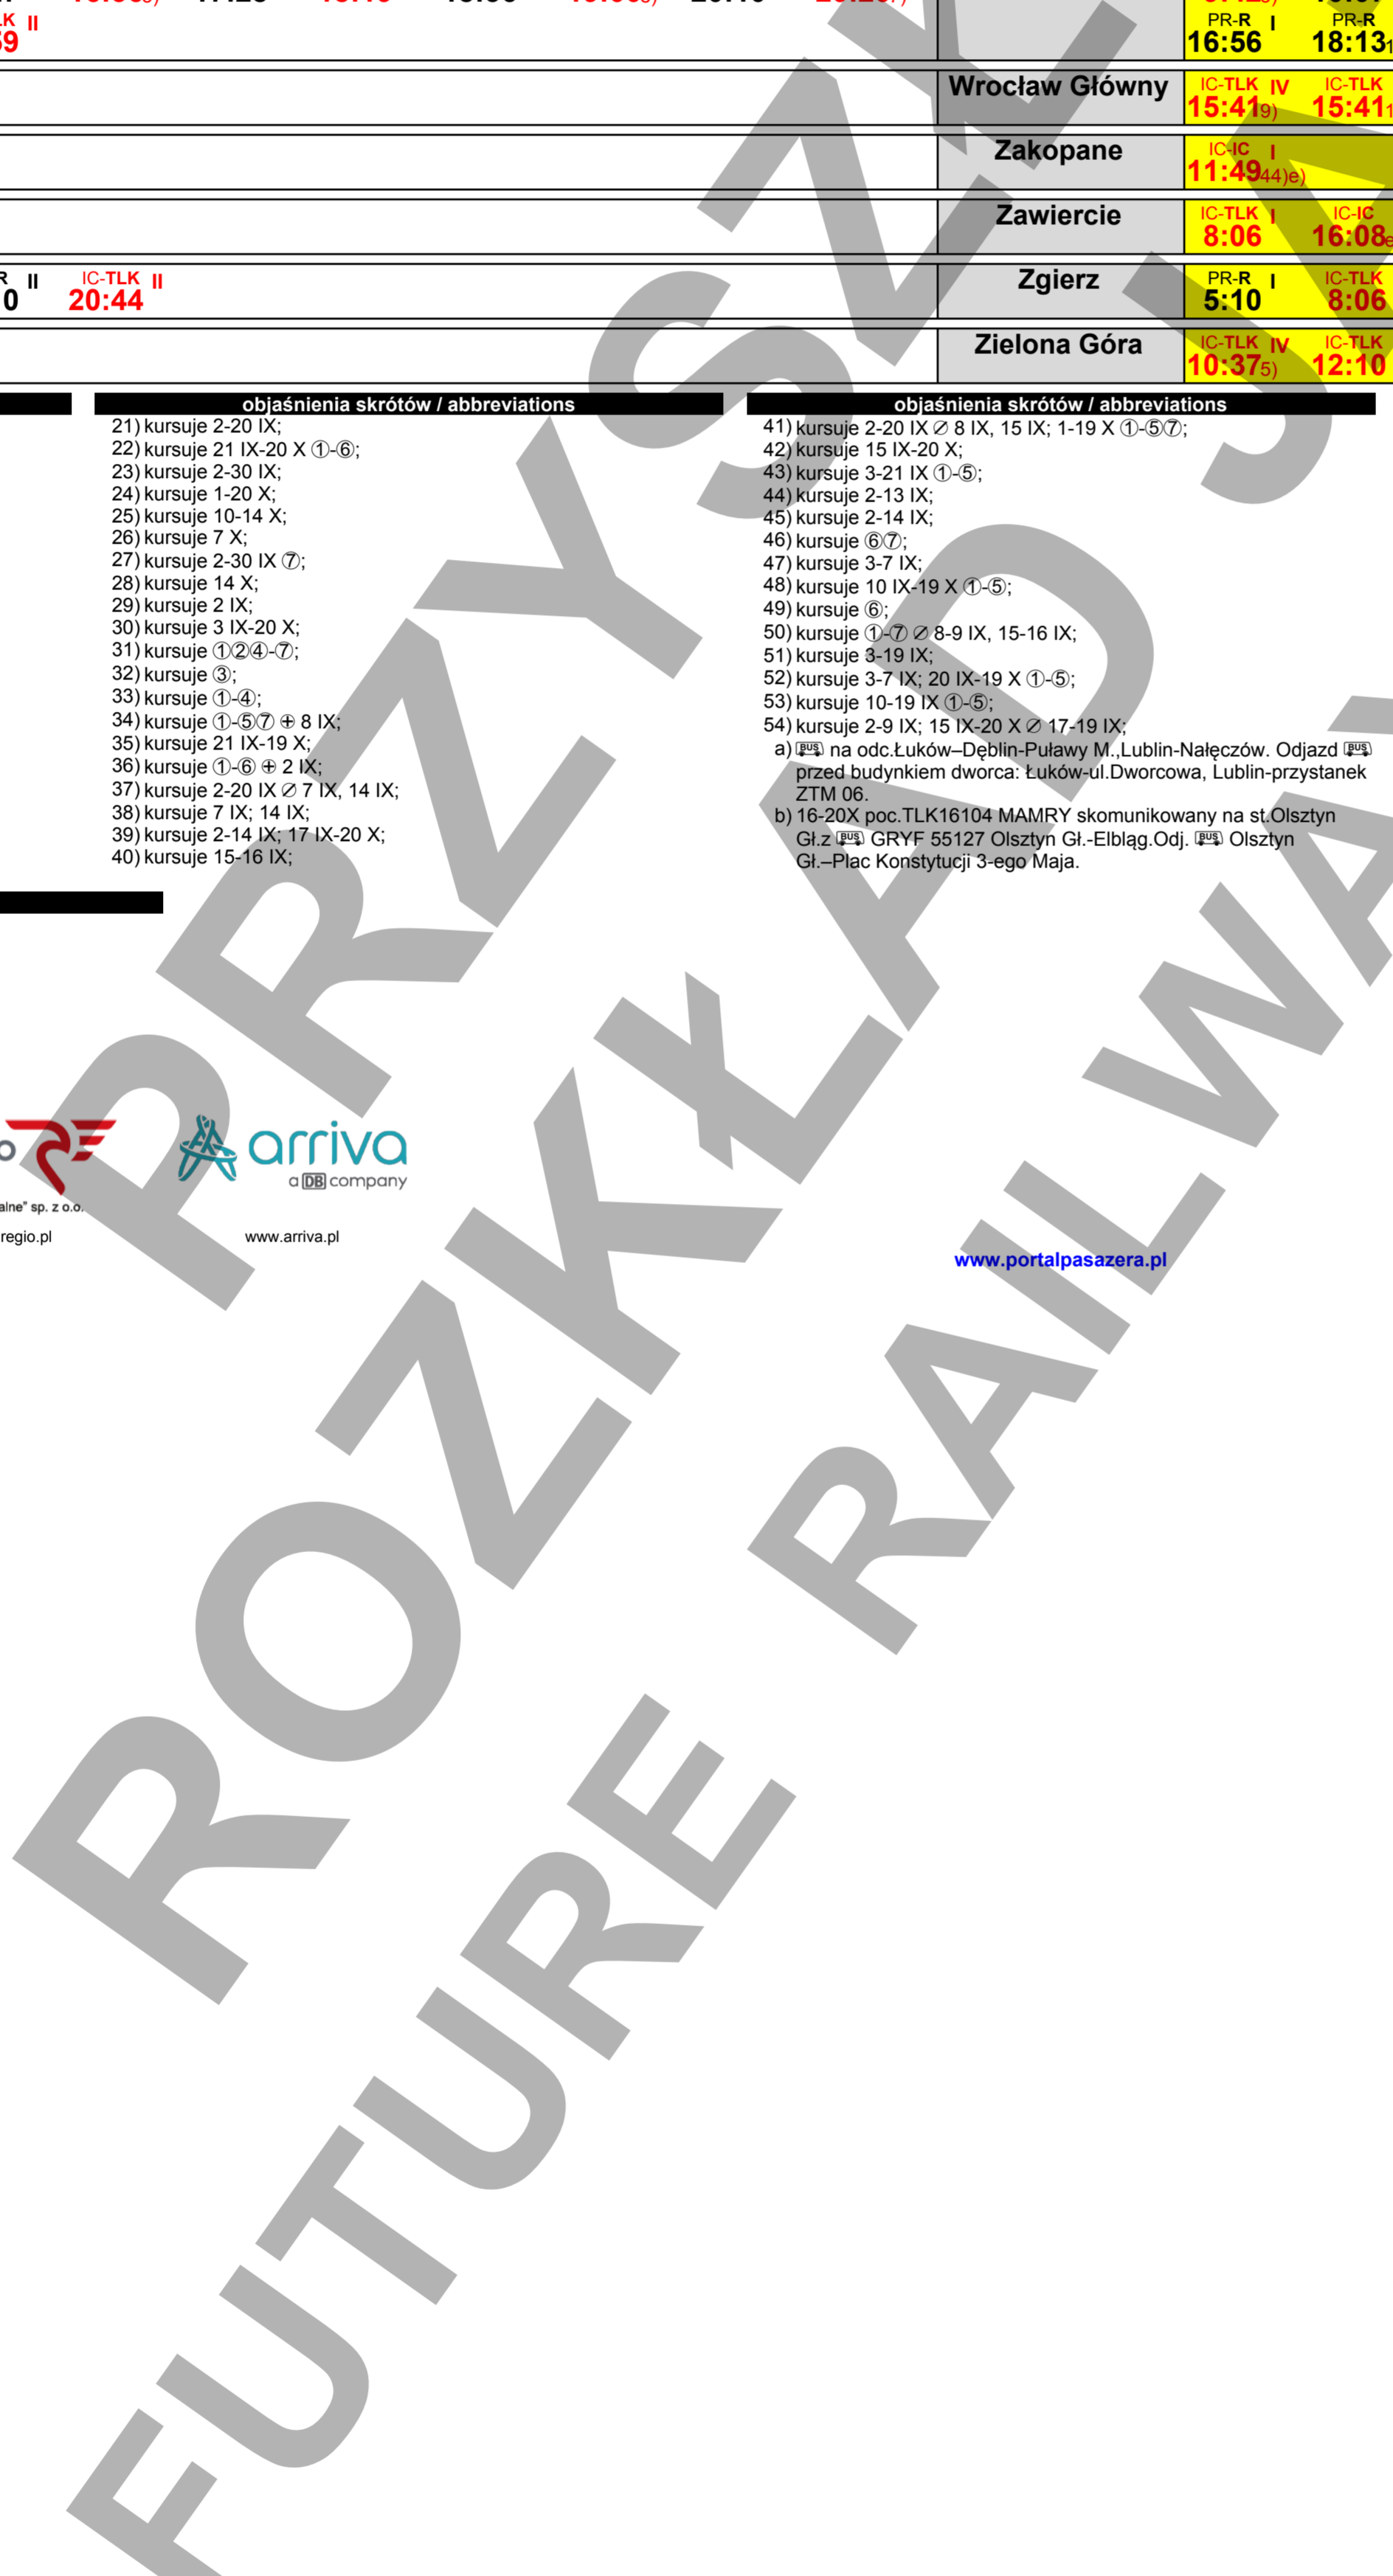 PR-R I PR-R
16:56 18:13
Wrocław Główny IC-TLK IV IC-TLK
15:41 9) 15:41
Zakopane IC-IC I
11:49 44)e)
Zawiercie IC-TLK I IC-IC
8:06 16:08
II IC-TLK II Zgierz PR-R I IC-TLK
20:44 5:10 8:06
Zielona Góra IC-TLK IV IC-TLK
10:37 5) 12:10
objaśnienia skrótów / abbreviations
21) kursuje 2-20 IX;
22) kursuje 21 IX-20 X ①-⑥;
23) kursuje 2-30 IX;
24) kursuje 1-20 X;
25) kursuje 10-14 X;
26) kursuje 7 X;
27) kursuje 2-30 IX ⑦;
28) kursuje 14 X;
29) kursuje 2 IX;
30) kursuje 3 IX-20 X;
31) kursuje ①②④-⑦;
32) kursuje ③;
33) kursuje ①-④;
34) kursuje ①-⑤⑦ ⊕ 8 IX;
35) kursuje 21 IX-19 X;
36) kursuje ①-⑥ ⊕ 2 IX;
37) kursuje 2-20 IX ∅ 7 IX, 14 IX;
38) kursuje 7 IX; 14 IX;
39) kursuje 2-14 IX; 17 IX-20 X;
40) kursuje 15-16 IX;
objaśnienia skrótów / abbreviations
41) kursuje 2-20 IX ∅ 8 IX, 15 IX; 1-19 X ①-⑤⑦;
42) kursuje 15 IX-20 X;
43) kursuje 3-21 IX ①-⑤;
44) kursuje 2-13 IX;
45) kursuje 2-14 IX;
46) kursuje ⑥⑦;
47) kursuje 3-7 IX;
48) kursuje 10 IX-19 X ①-⑤;
49) kursuje ⑥;
50) kursuje ①-⑦ ∅ 8-9 IX, 15-16 IX;
51) kursuje 3-19 IX;
52) kursuje 3-7 IX; 20 IX-19 X ①-⑤;
53) kursuje 10-19 IX ①-⑤;
54) kursuje 2-9 IX; 15 IX-20 X ∅ 17-19 IX;
a) BUS na odc.Łuków–Dęblin-Puławy M.,Lublin-Nałęczów. Odjazd BUS
przed budynkiem dworca: Łuków-ul.Dworcowa, Lublin-przystanek
ZTM 06.
b) 16-20X poc.TLK16104 MAMRY skomunikowany na st.Olsztyn
Gł.z BUS GRYF 55127 Olsztyn Gł.-Elbląg.Odj. BUS Olsztyn
Gł.–Plac Konstytucji 3-ego Maja.
arriva
a DB company
alne" sp. z o.o.
regio.pl www.arriva.pl
www.portalpasazera.pl
PRZYSZŁ
ROZKŁAD JA
FUTURE RAILWA